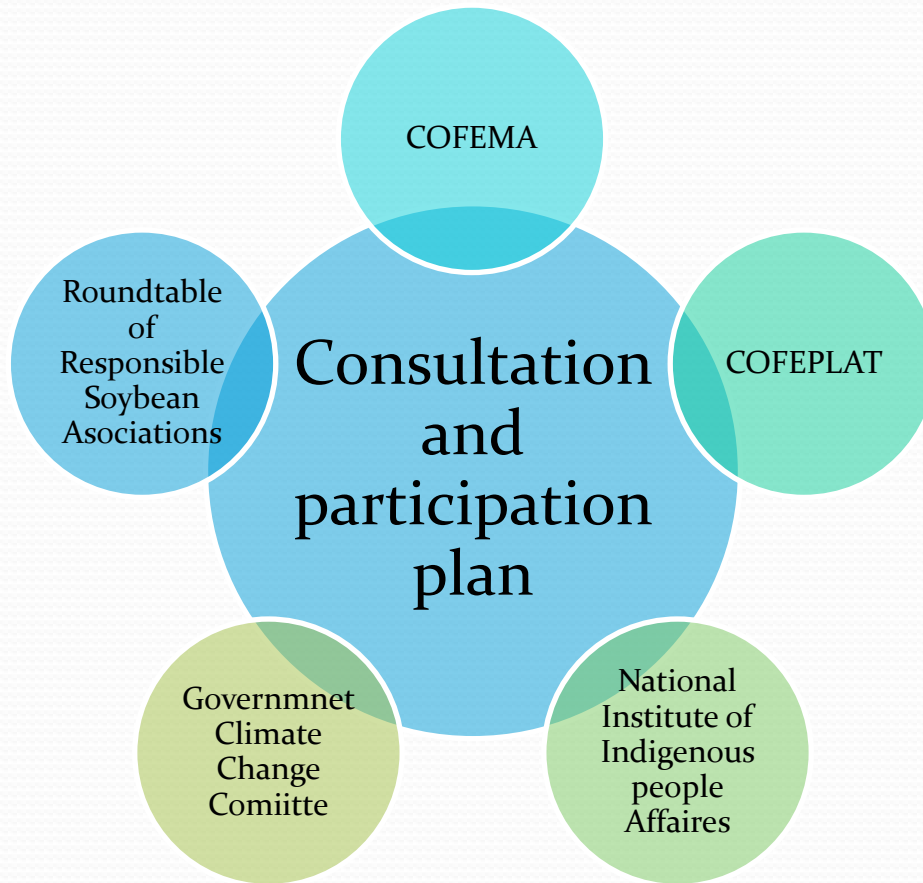 COFEMA
COFEPLAT
National
Institute of
Indigenous
people
Affaires
Governmnet
Climate
Change
Comiitte
Roundtable
of
Responsible
Soybean
Asociations
Consultation
and
participation
plan